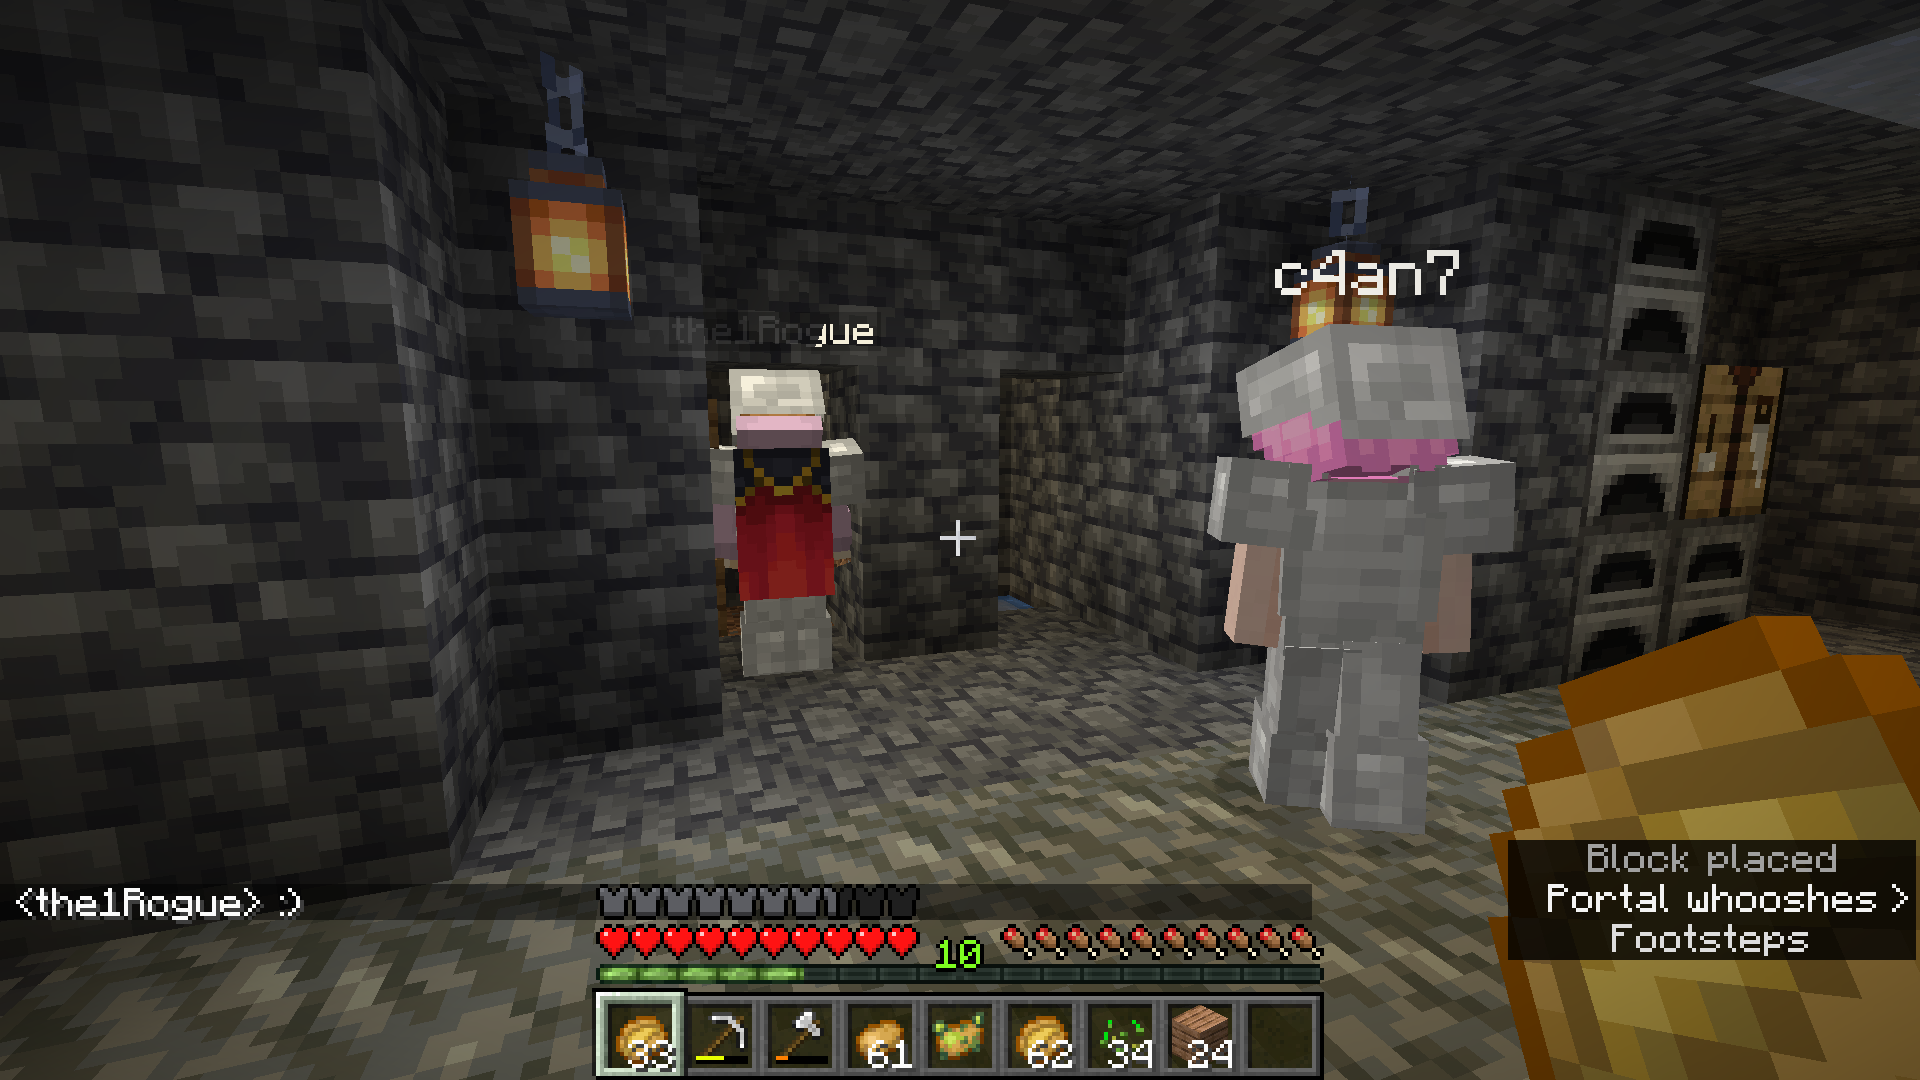 c4an7
the1Rogue
Block placed
Portal whooshes >
<the1Rogue> :)
Footsteps
10
33 61 62 34 24